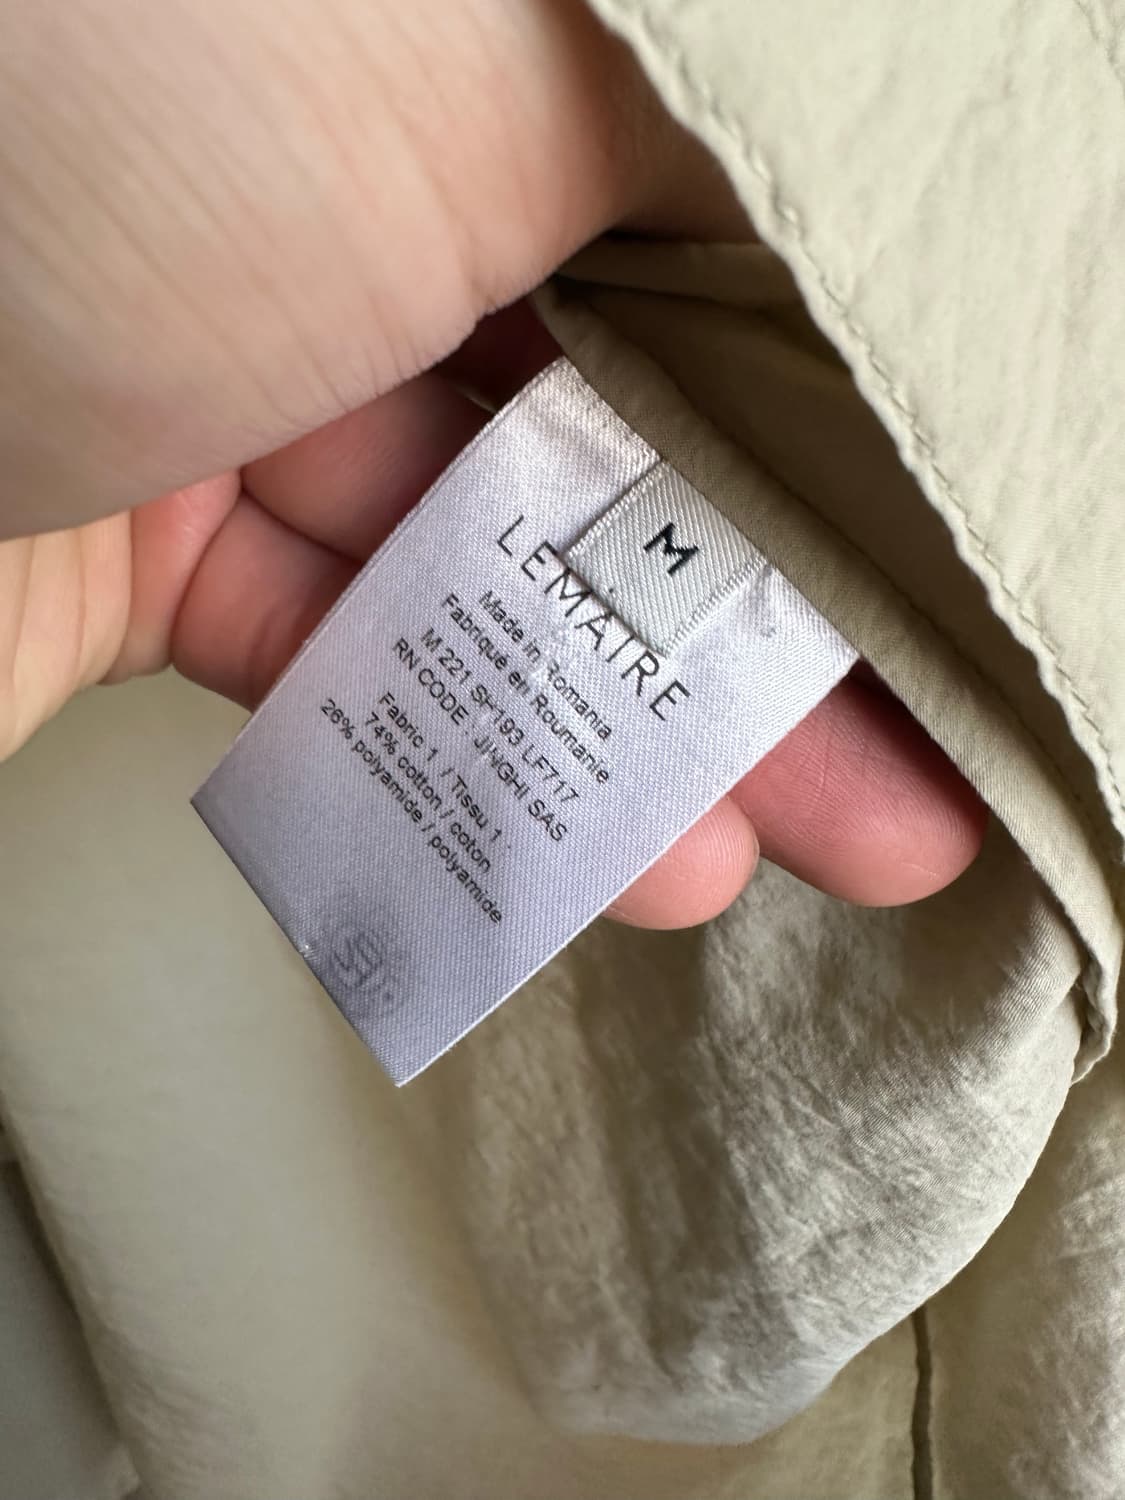 M
LEMAIRE
Made in Romania
Fabriqué en Roumanie
M 221 SH193 LF717
RN CODE - JINGHI SAS
Fabric 1 / Tissu 1
74% cotton / coton
26% polyamide / polyamide